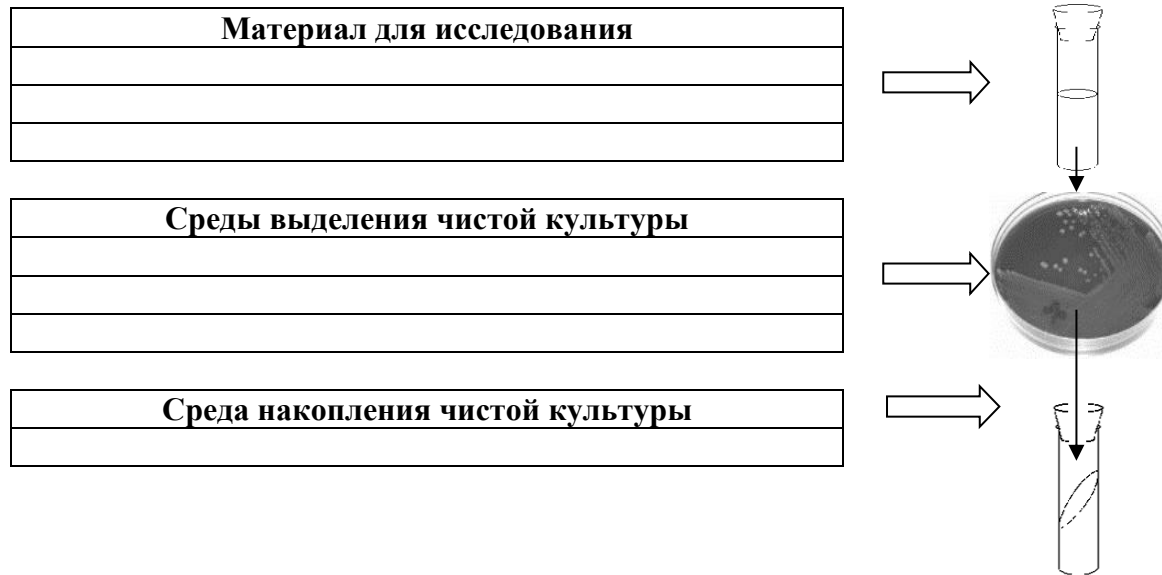 Материал для исследования
Среды выделения чистой культуры
Среда накопления чистой культуры